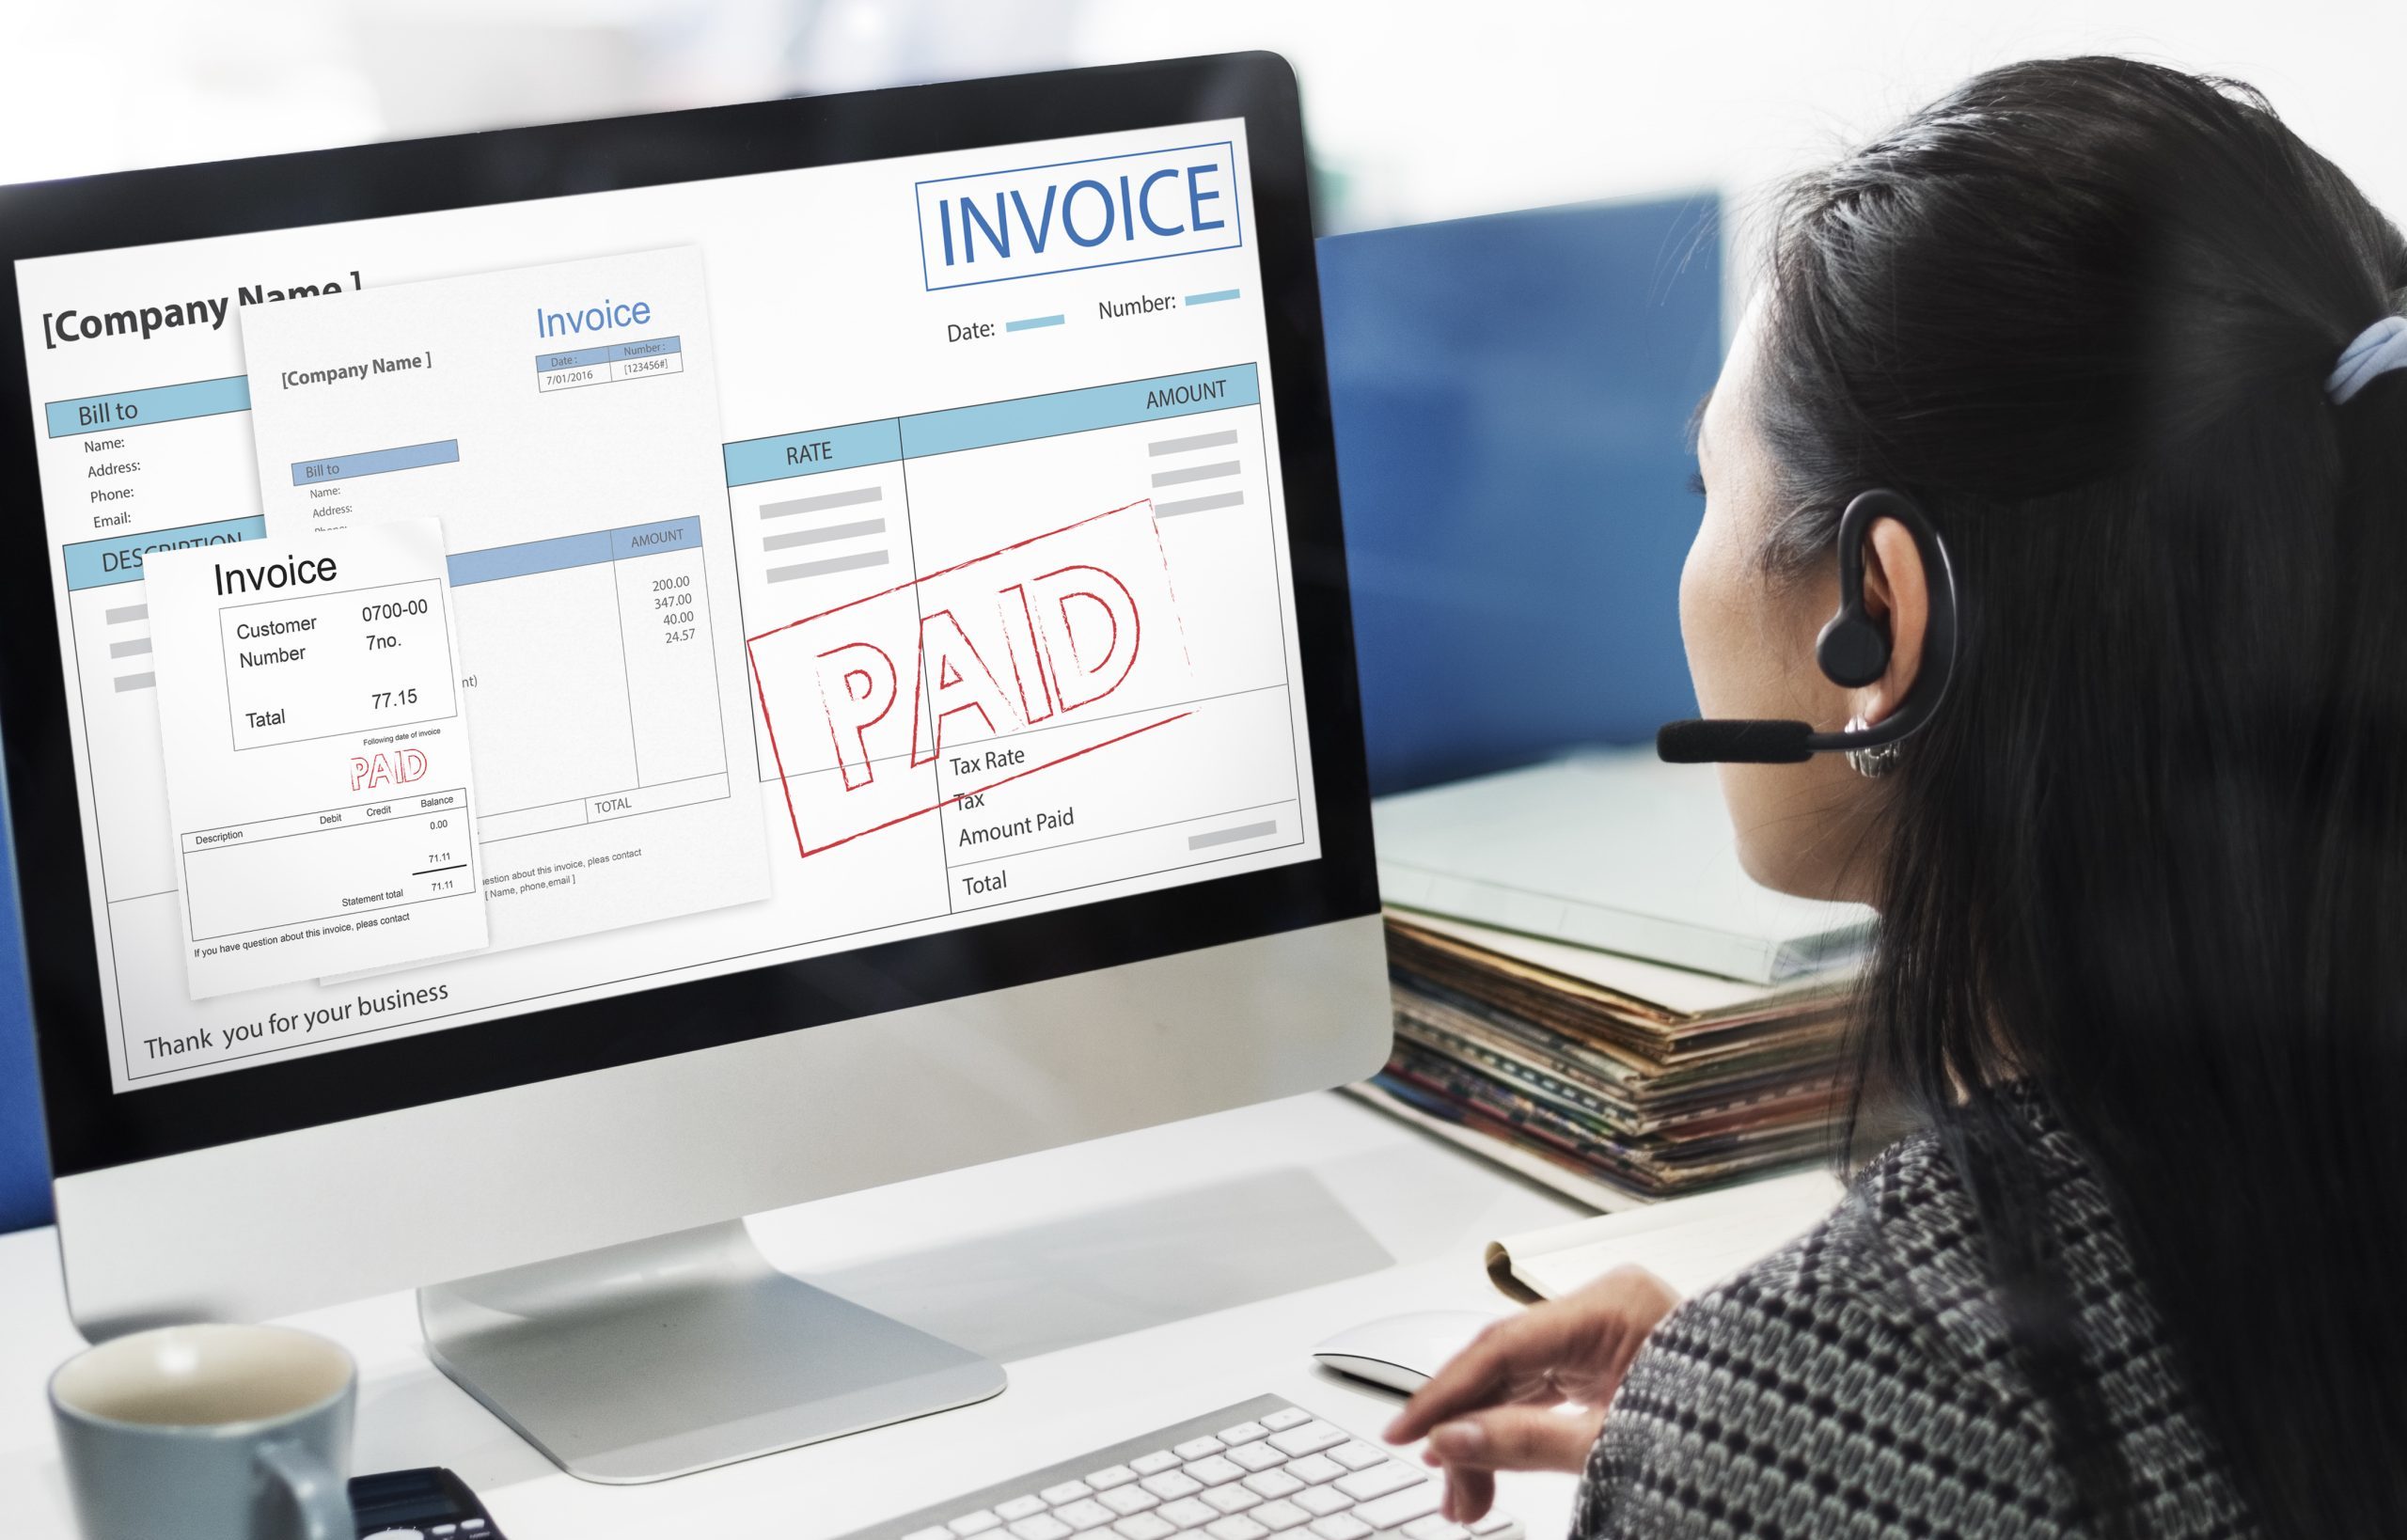 INVOICE
[Company Name ]
Date:
Number:
Bill to
Name:
Address:
Phone:
Email:
DESCRIPTION
RATE
AMOUNT
PAID
Tax Rate
Tax
Amount Paid
Total
Thank you for your business
Invoice
[Company Name ]
Date :
Number :
7/01/2016
[123456#]
Bill to
Name:
Address:
Phone:
AMOUNT
200.00
347.00
40.00
24.57
nt)
TOTAL
estion about this invoice, pleas contact
[ Name, phone,email ]
Invoice
Customer 0700-00
Number 7no.
Tatal 77.15
Following date of invoice
PAID
Description Debit Credit Balance
0.00
71.11
Statement total 71.11
If you have question about this invoice, pleas contact